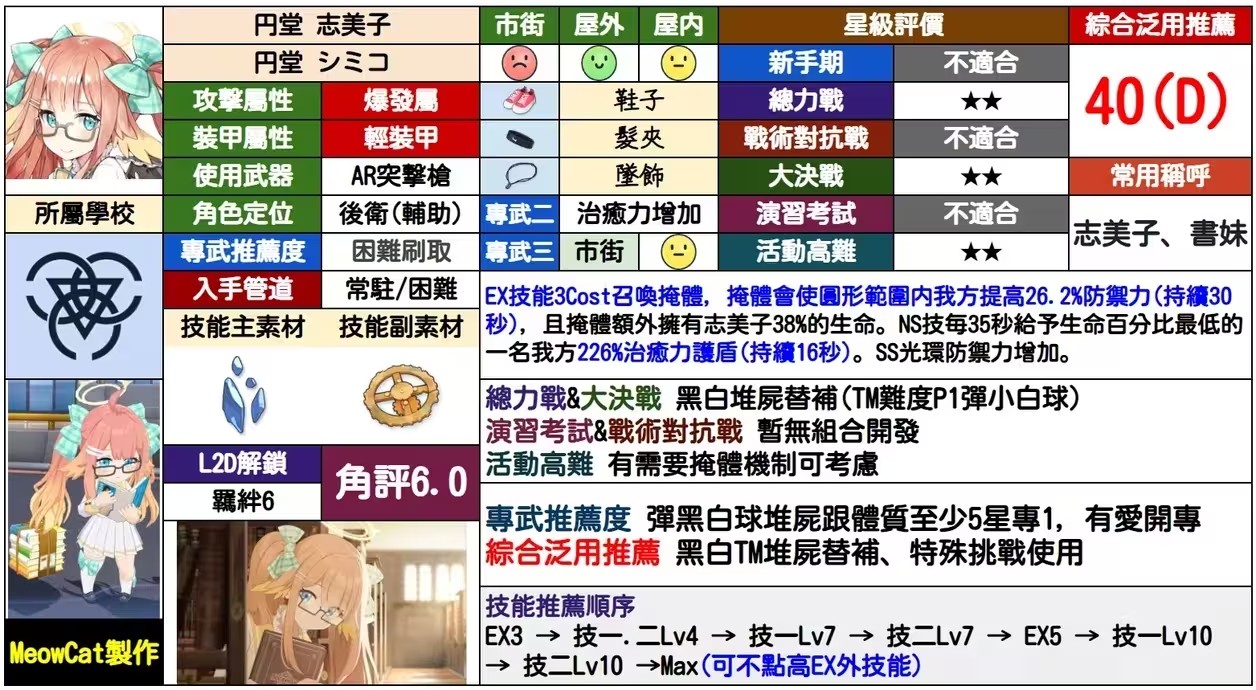 円堂 志美子
円堂 シミコ
攻擊屬性 爆發屬
裝甲屬性 輕裝甲
使用武器 AR突擊槍
所屬學校
角色定位 後衛(輔助)
專武推薦度 困難刷取
入手管道 常駐/困難
技能主素材 技能副素材
L2D解鎖
羈絆6
角評6.0
MeowCat製作
市街 屋外 屋内
鞋子
髮夾
墜飾
專武二 治癒力增加
專武三 市街
星級評價
新手期 不適合
總力戰 ★★
戰術對抗戰 不適合
大決戰 ★★
演習考試 不適合
活動高難 ★★
綜合泛用推薦
40(D)
常用稱呼
志美子、書妹
EX技能3Cost召喚掩體, 掩體會使圓形範圍内我方提高26.2%防禦力(持續30
秒), 且掩體額外擁有志美子38%的生命。NS技每35秒給予生命百分比最低的
一名我方226%治癒力護盾(持續16秒)。SS光環防禦力增加。
總力戰&大決戰 黑白堆屍替補(TM難度P1彈小白球)
演習考試&戰術對抗戰 暫無組合開發
活動高難 有需要掩體機制可考慮
專武推薦度 彈黑白球堆屍跟體質至少5星專1, 有愛開專
綜合泛用推薦 黑白TM堆屍替補、特殊挑戰使用
技能推薦順序
EX3 → 技一.二Lv4 → 技一Lv7 → 技二Lv7 → EX5 → 技一Lv10
→ 技二Lv10 →Max(可不點高EX外技能)